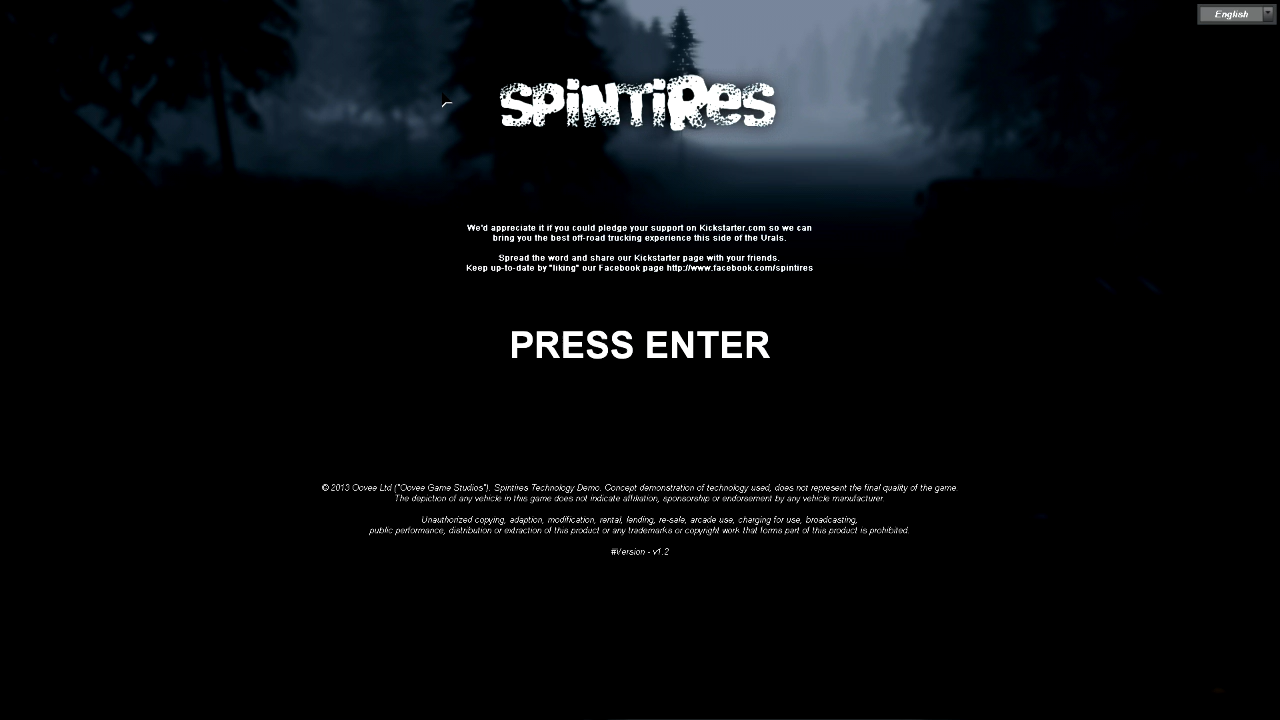 English
SPINTIRES
We'd appreciate it if you could pledge your support on Kickstarter.com so we can
bring you the best off-road trucking experience this side of the Urals.
Spread the word and share our Kickstarter page with your friends.
Keep up-to-date by "liking" our Facebook page http://www.facebook.com/spintires
PRESS ENTER
© 2013 Oovee Ltd ("Oovee Game Studios"). Spintires Technology Demo. Concept demonstration of technology used, does not represent the final quality of the game.
The depiction of any vehicle in this game does not indicate affiliation, sponsorship or endorsement by any vehicle manufacturer.
Unauthorized copying, adaption, modification, rental, lending, re-sale, arcade use, charging for use, broadcasting,
public performance, distribution or extraction of this product or any trademarks or copyright work that forms part of this product is prohibited.
#Version - v1.2